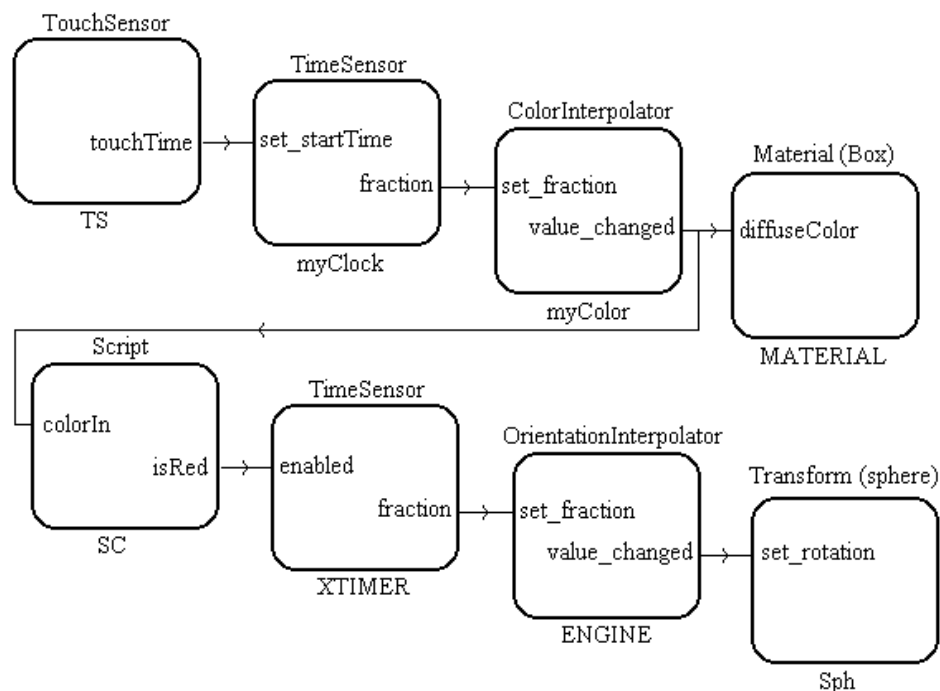 TouchSensor
touchTime
TS
TimeSensor
set_startTime
fraction
myClock
ColorInterpolator
set_fraction
value_changed
myColor
Material (Box)
diffuseColor
MATERIAL
Script
colorIn
isRed
SC
TimeSensor
enabled
fraction
XTIMER
OrientationInterpolator
set_fraction
value_changed
ENGINE
Transform (sphere)
set_rotation
Sph